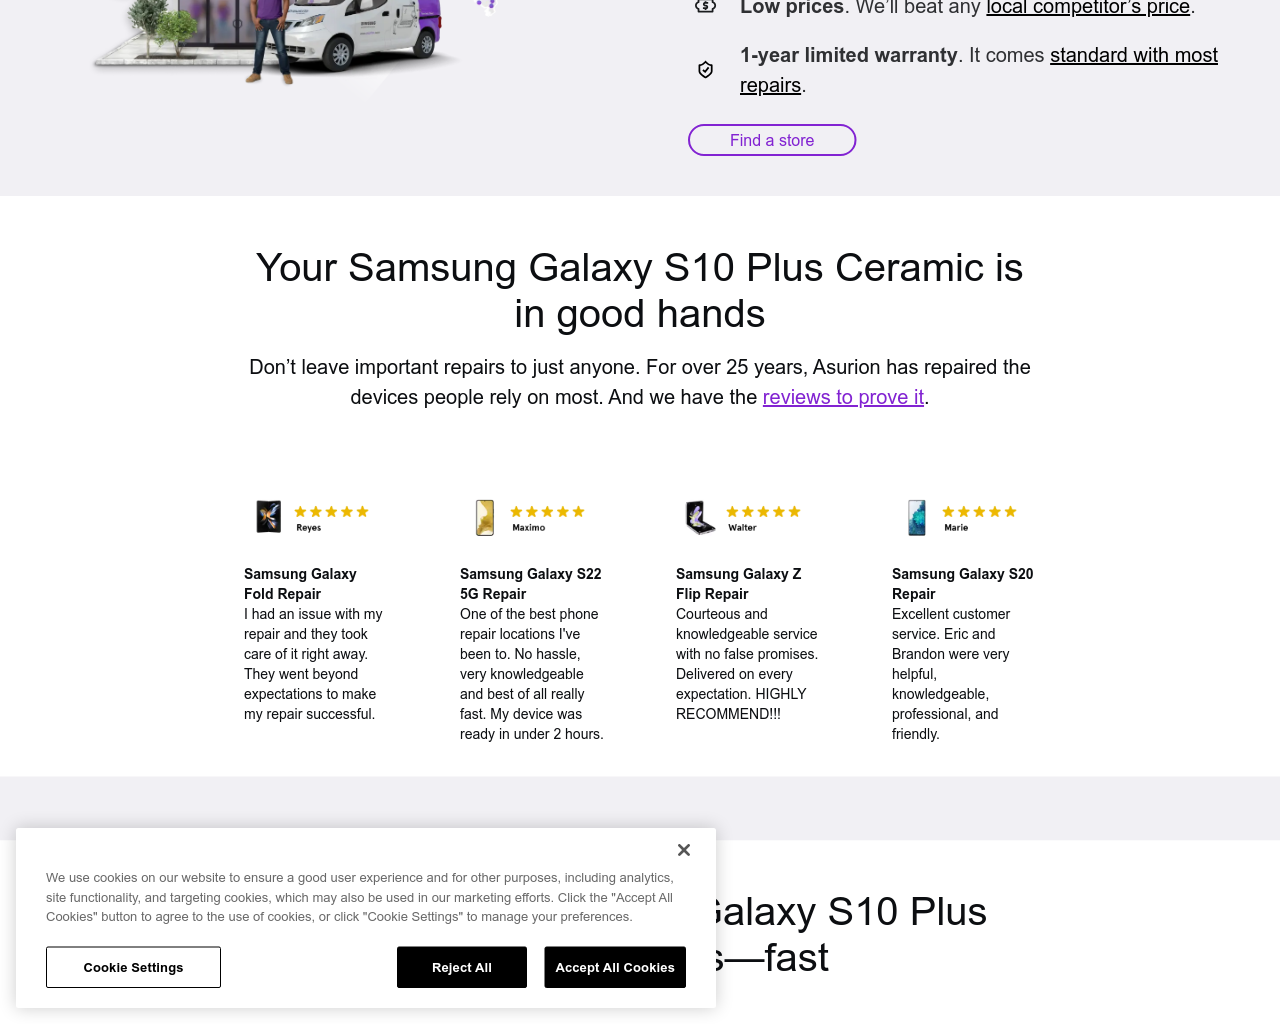 Low prices. We'll beat any local competitor's price.
1-year limited warranty. It comes standard with most
repairs.
Find a store
Your Samsung Galaxy S10 Plus Ceramic is
in good hands
Don’t leave important repairs to just anyone. For over 25 years, Asurion has repaired the
devices people rely on most. And we have the reviews to prove it.
Reyes
Samsung Galaxy
Fold Repair
I had an issue with my
repair and they took
care of it right away.
They went beyond
expectations to make
my repair successful.
Maximo
Samsung Galaxy S22
5G Repair
One of the best phone
repair locations I've
been to. No hassle,
very knowledgeable
and best of all really
fast. My device was
ready in under 2 hours.
Walter
Samsung Galaxy Z
Flip Repair
Courteous and
knowledgeable service
with no false promises.
Delivered on every
expectation. HIGHLY
RECOMMEND!!!
Marie
Samsung Galaxy S20
Repair
Excellent customer
service. Eric and
Brandon were very
helpful,
knowledgeable,
professional, and
friendly.
Galaxy S10 Plus
s—fast
We use cookies on our website to ensure a good user experience and for other purposes, including analytics,
site functionality, and targeting cookies, which may also be used in our marketing efforts. Click the "Accept All
Cookies" button to agree to the use of cookies, or click "Cookie Settings" to manage your preferences.
Cookie Settings
Reject All
Accept All Cookies